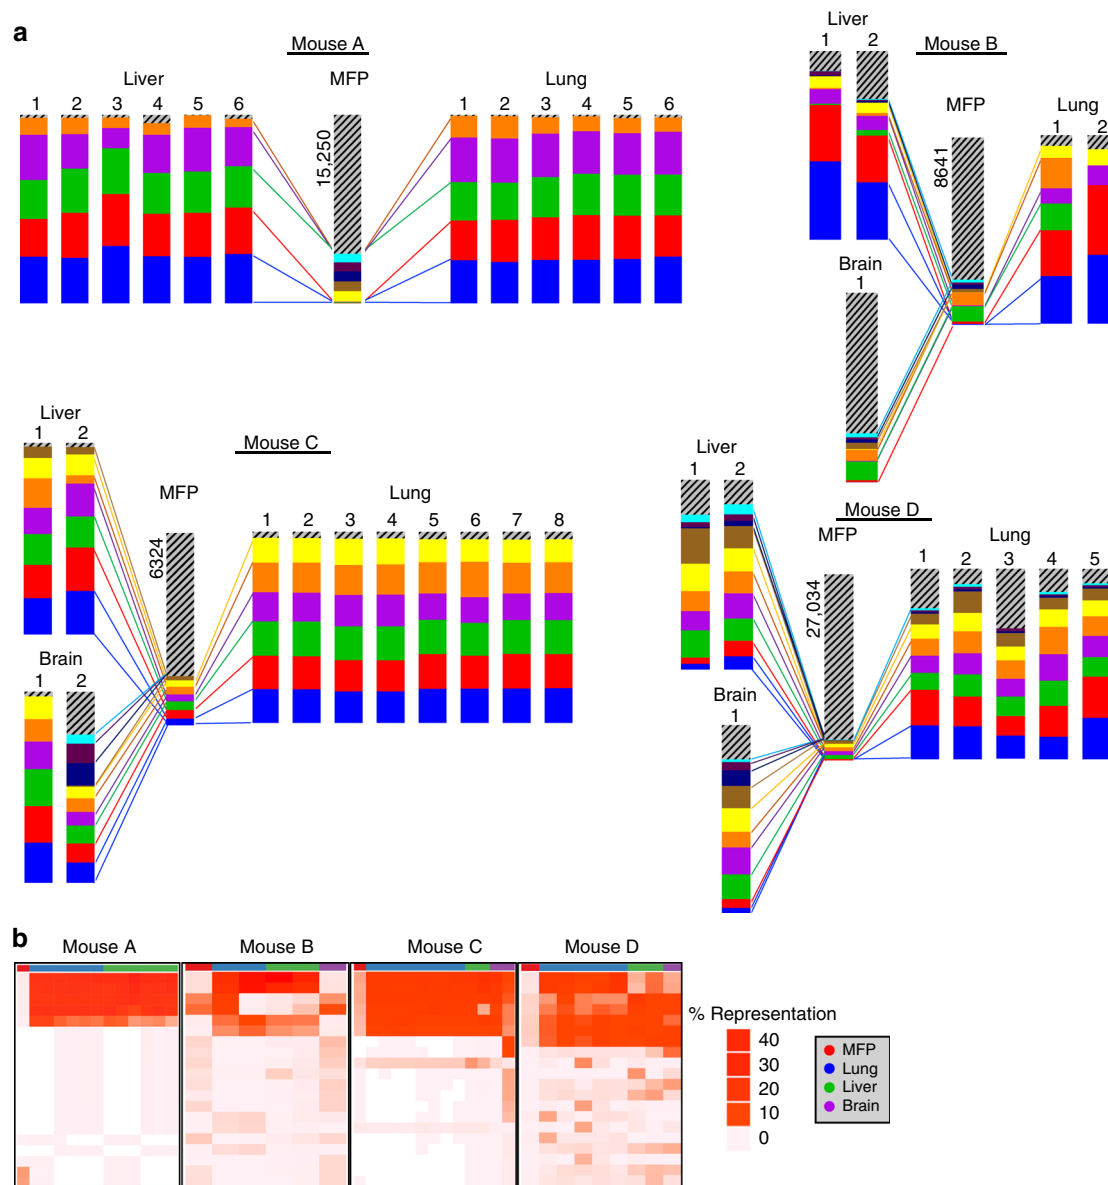 a
Mouse A
Liver
MFP
Lung
1 2 3 4 5 6
15,250
1 2 3 4 5 6
Liver
1 2
Mouse B
MFP
8641
Lung
1 2
Brain
1
Liver
1 2
Mouse C
MFP
6324
Lung
1 2 3 4 5 6 7 8
Brain
1 2
Liver
1 2
Mouse D
MFP
27,034
Lung
1 2 3 4 5
Brain
1
b
Mouse A Mouse B Mouse C Mouse D
% Representation
40
30
20
10
0
MFP
Lung
Liver
Brain